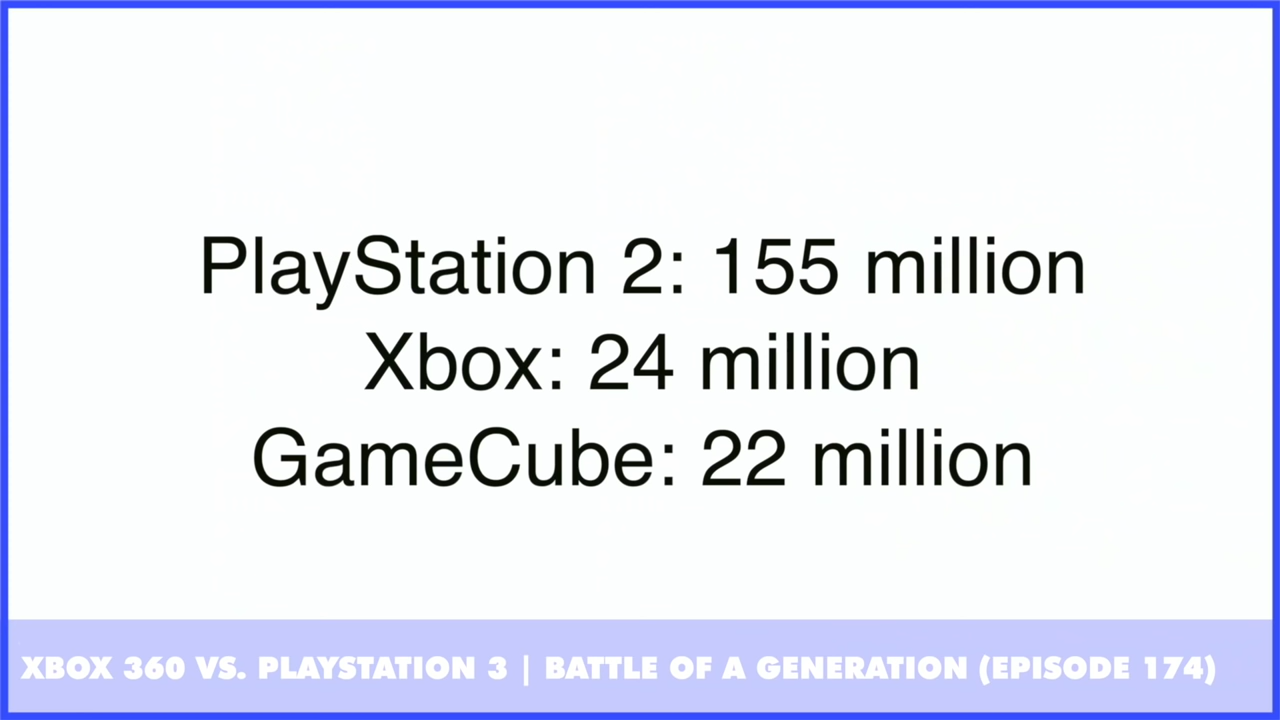 PlayStation 2: 155 million
Xbox: 24 million
GameCube: 22 million
XBOX 360 VS. PLAYSTATION 3 | BATTLE OF A GENERATION (EPISODE 174)